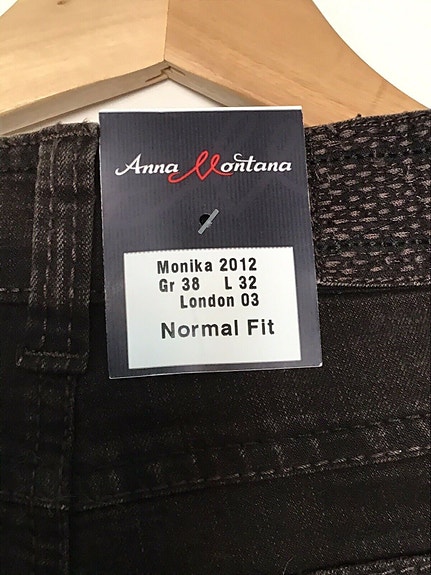 Anna Montana
Monika 2012
Gr 38 L 32
London 03
Normal Fit